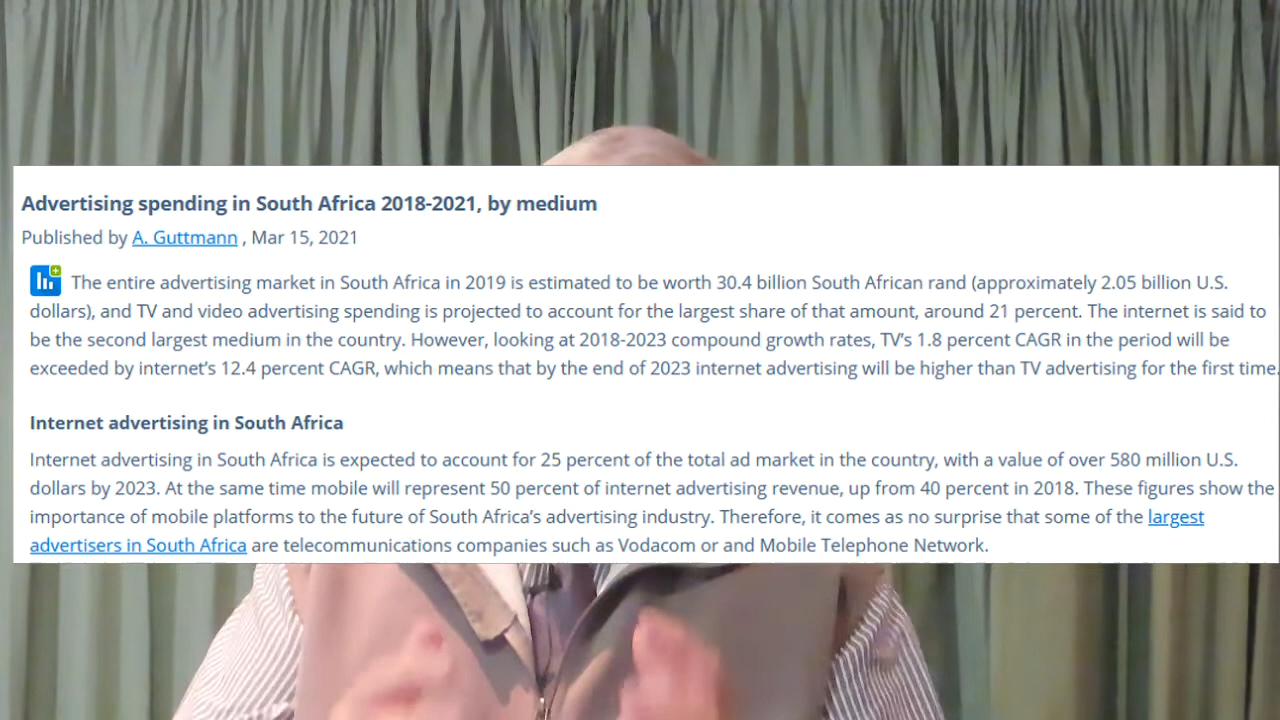 Advertising spending in South Africa 2018-2021, by medium
Published by A. Guttmann , Mar 15, 2021
The entire advertising market in South Africa in 2019 is estimated to be worth 30.4 billion South African rand (approximately 2.05 billion U.S.
dollars), and TV and video advertising spending is projected to account for the largest share of that amount, around 21 percent. The internet is said to
be the second largest medium in the country. However, looking at 2018-2023 compound growth rates, TV's 1.8 percent CAGR in the period will be
exceeded by internet's 12.4 percent CAGR, which means that by the end of 2023 internet advertising will be higher than TV advertising for the first time.
Internet advertising in South Africa
Internet advertising in South Africa is expected to account for 25 percent of the total ad market in the country, with a value of over 580 million U.S.
dollars by 2023. At the same time mobile will represent 50 percent of internet advertising revenue, up from 40 percent in 2018. These figures show the
importance of mobile platforms to the future of South Africa's advertising industry. Therefore, it comes as no surprise that some of the largest
advertisers in South Africa are telecommunications companies such as Vodacom or and Mobile Telephone Network.